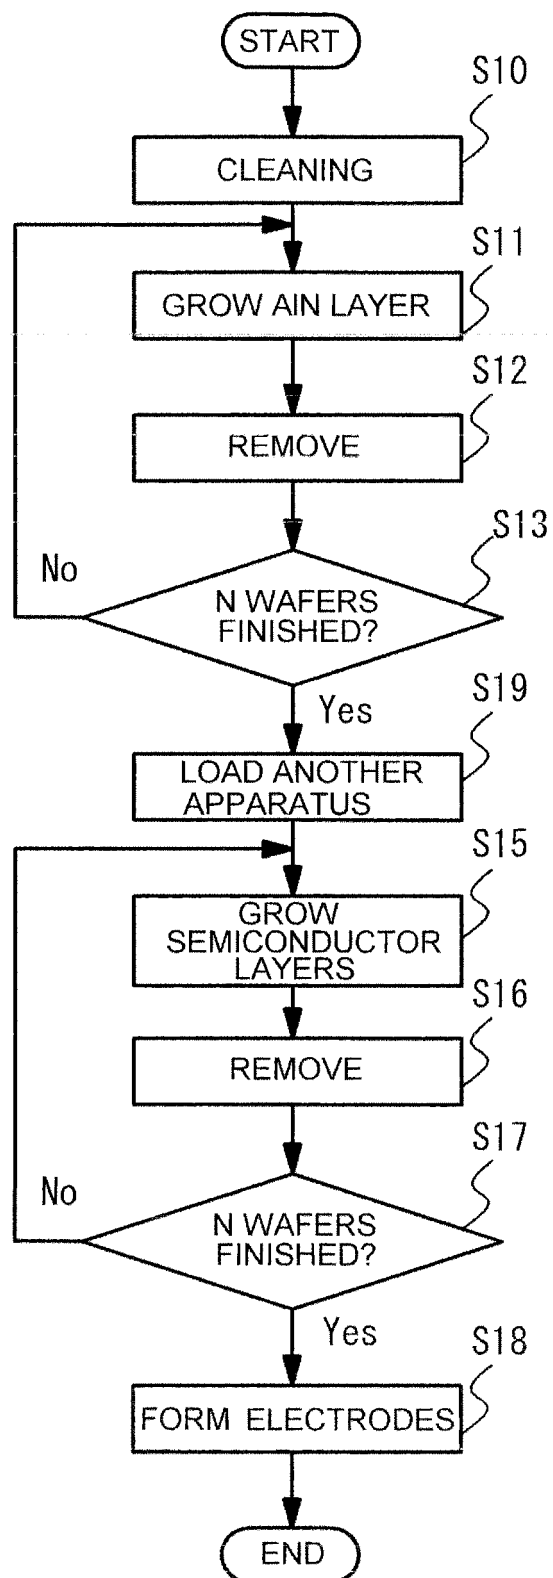 START
S10
CLEANING
S11
GROW AlN LAYER
S12
REMOVE
S13
No
N WAFERS
FINISHED?
Yes
S19
LOAD ANOTHER
APPARATUS
S15
GROW
SEMICONDUCTOR
LAYERS
S16
REMOVE
S17
No
N WAFERS
FINISHED?
Yes
S18
FORM ELECTRODES
END